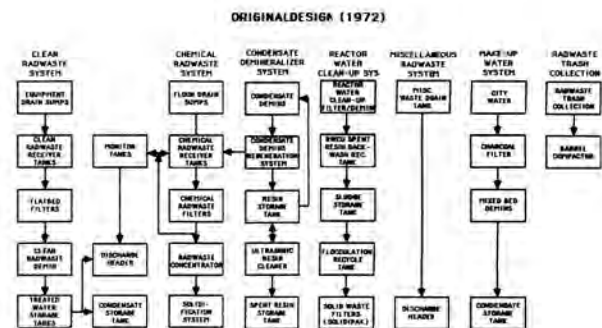 ORIGINALDESIGN (1972)
CLEAN
RADWASTE
SYSTEM
CHEMICAL
RADWASTE
SYSTEM
CONDENSATE
DEMINERALIZER
SYSTEM
REACTOR
WATER
CLEAN-UP SYS
MISCELLANEOUS
RADWASTE
SYSTEM
MAKE-UP
WATER
SYSTEM
RADWASTE
TRASH
COLLECTION
EQUIPMENT
DRAIN SUMPS
FLOOR DRAIN
SUMPS
CONDENSATE
DEMINS
REACTOR
WATER
CLEAN-UP
FILTER/DEMIN
MISC
WASTE DRAIN
TANK
CITY
WATER
RADWASTE
TRASH
COLLECTION
CLEAN
RADWASTE
RECEIVER
TANKS
MONITOR
TANKS
CHEMICAL
RADWASTE
RECEIVER
TANKS
CONDENSATE
DEMINS
REGENERATION
SYSTEM
SPENT
RESIN BACK-
WASH REC.
TANK
CHARCOAL
FILTER
BARREL
COMPACTOR
FLATBED
FILTERS
CHEMICAL
RADWASTE
FILTERS
RESIN
STORAGE
TANK
SLUDGE
STORAGE
TANK
MIXED BED
DEMINS
CLEAN
RADWASTE
DEMIN
DISCHARGE
HEADER
RADWASTE
CONCENTRATOR
ULTRASONIC
RESIN
CLEANER
FLOCCULATION
RECYCLE
TANK
TREATED
WATER
STORAGE TANKS
CONDENSATE
STORAGE
TANK
SOLIDI-
FICATION
SYSTEM
SPENT RESIN
STORAGE
TANK
SOLID WASTE
FILTERS
(SOLIDPAK)
DISCHARGE
HEADER
CONDENSATE
STORAGE
TANK